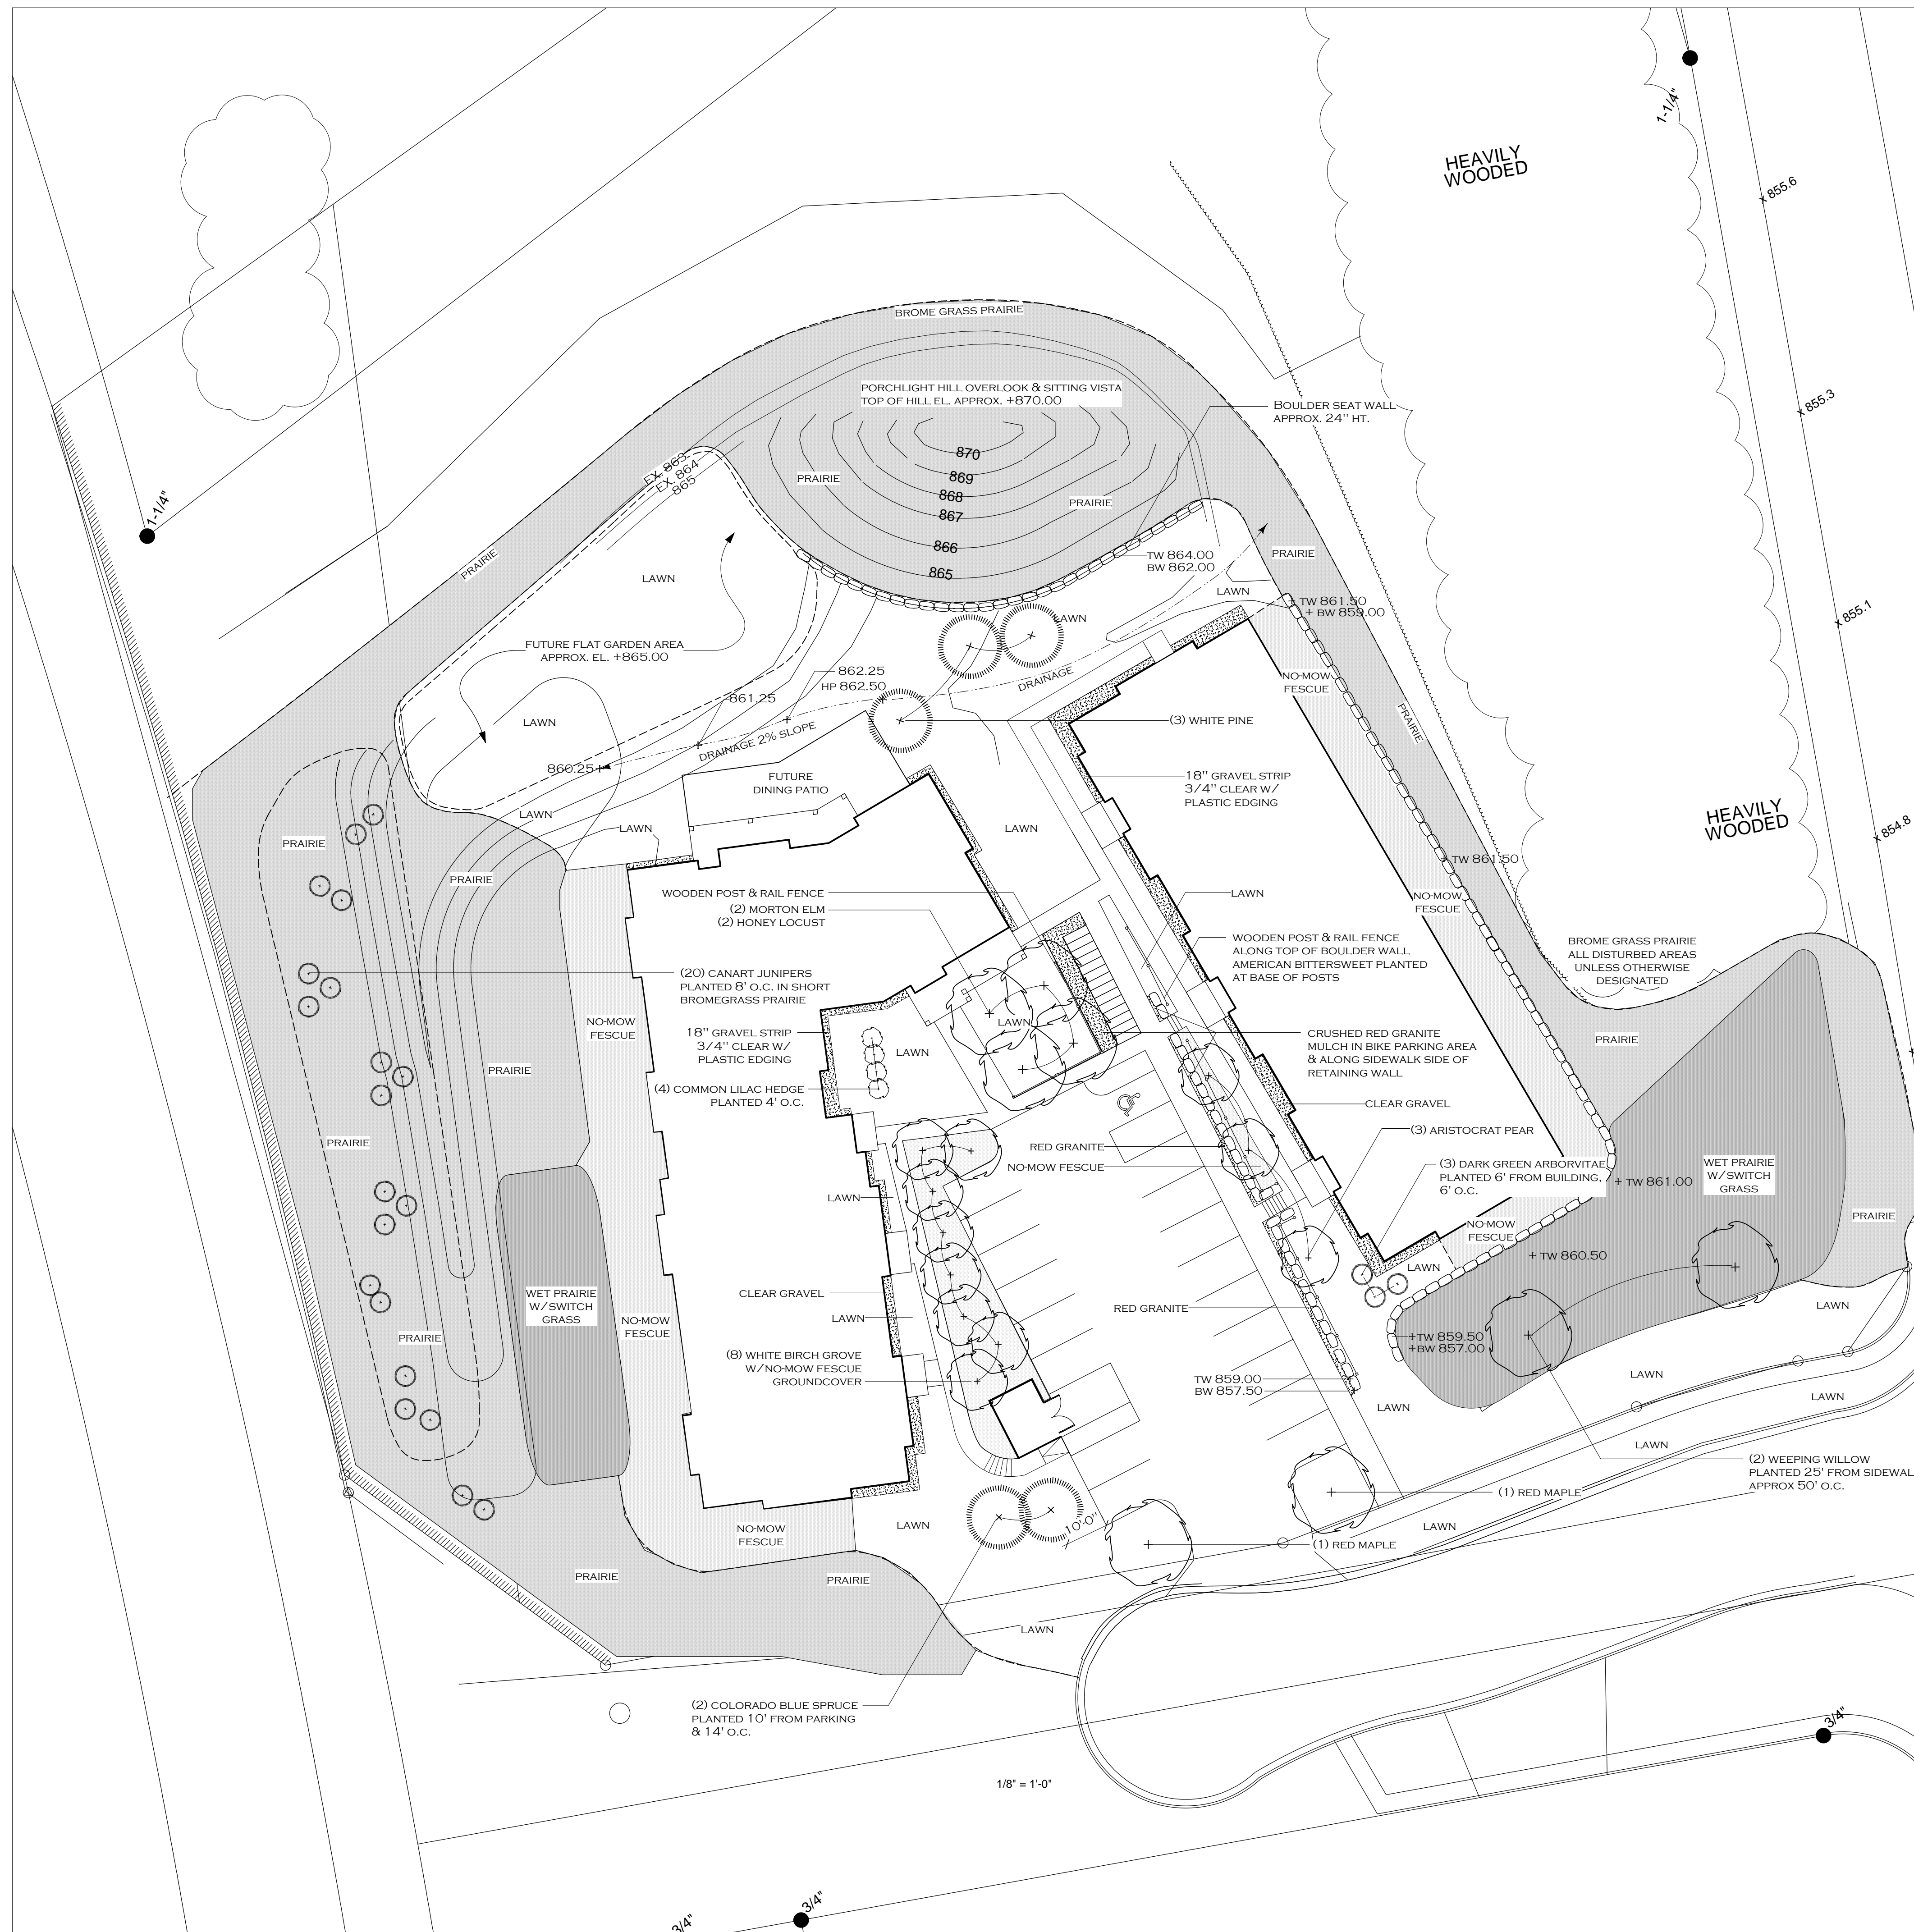 1-1/4"
HEAVILY
WOODED
x 855.6
BROME GRASS PRAIRIE
PORCHLIGHT HILL OVERLOOK & SITTING VISTA
TOP OF HILL EL. APPROX. +870.00
BOULDER SEAT WALL
APPROX. 24" HT.
x 855.3
870
869
868
867
866
865
PRAIRIE
PRAIRIE
EX. 863
EX. 864
865
1-1/4"
PRAIRIE
LAWN
TW 864.00
BW 862.00
PRAIRIE
LAWN
+ TW 861.50
+ BW 859.00
x 855.1
LAWN
FUTURE FLAT GARDEN AREA
APPROX. EL. +865.00
862.25
HP 862.50
861.25
DRAINAGE
NO-MOW
FESCUE
PRAIRIE
LAWN
(3) WHITE PINE
DRAINAGE 2% SLOPE
860.25
FUTURE
DINING PATIO
18" GRAVEL STRIP
3/4" CLEAR W/
PLASTIC EDGING
HEAVILY
WOODED
x 854.8
LAWN
LAWN
LAWN
PRAIRIE
PRAIRIE
TW 861.50
WOODEN POST & RAIL FENCE
(2) MORTON ELM
(2) HONEY LOCUST
LAWN
NO-MOW
FESCUE
WOODEN POST & RAIL FENCE
ALONG TOP OF BOULDER WALL
AMERICAN BITTERSWEET PLANTED
AT BASE OF POSTS
BROME GRASS PRAIRIE
ALL DISTURBED AREAS
UNLESS OTHERWISE
DESIGNATED
(20) CANART JUNIPERS
PLANTED 8' O.C. IN SHORT
BROMEGRASS PRAIRIE
NO-MOW
FESCUE
18" GRAVEL STRIP
3/4" CLEAR W/
PLASTIC EDGING
LAWN
LAWN
CRUSHED RED GRANITE
MULCH IN BIKE PARKING AREA
& ALONG SIDEWALK SIDE OF
RETAINING WALL
PRAIRIE
PRAIRIE
(4) COMMON LILAC HEDGE
PLANTED 4' O.C.
CLEAR GRAVEL
(3) ARISTOCRAT PEAR
PRAIRIE
RED GRANITE
NO-MOW FESCUE
(3) DARK GREEN ARBORVITAE
PLANTED 6' FROM BUILDING,
6' O.C.
WET PRAIRIE
W/SWITCH
GRASS
+ TW 861.00
LAWN
PRAIRIE
NO-MOW
FESCUE
+ TW 860.50
LAWN
WET PRAIRIE
W/SWITCH
GRASS
CLEAR GRAVEL
RED GRANITE
LAWN
LAWN
NO-MOW
FESCUE
PRAIRIE
+TW 859.50
+BW 857.00
(8) WHITE BIRCH GROVE
W/NO-MOW FESCUE
GROUNDCOVER
TW 859.00
BW 857.50
LAWN
LAWN
LAWN
LAWN
(2) WEEPING WILLOW
PLANTED 25' FROM SIDEWAL
APPROX 50' O.C.
(1) RED MAPLE
NO-MOW
FESCUE
LAWN
10'-0"
LAWN
(1) RED MAPLE
PRAIRIE
PRAIRIE
LAWN
(2) COLORADO BLUE SPRUCE
PLANTED 10' FROM PARKING
& 14' O.C.
3/4"
1/8" = 1'-0"
3/4"
3/4"